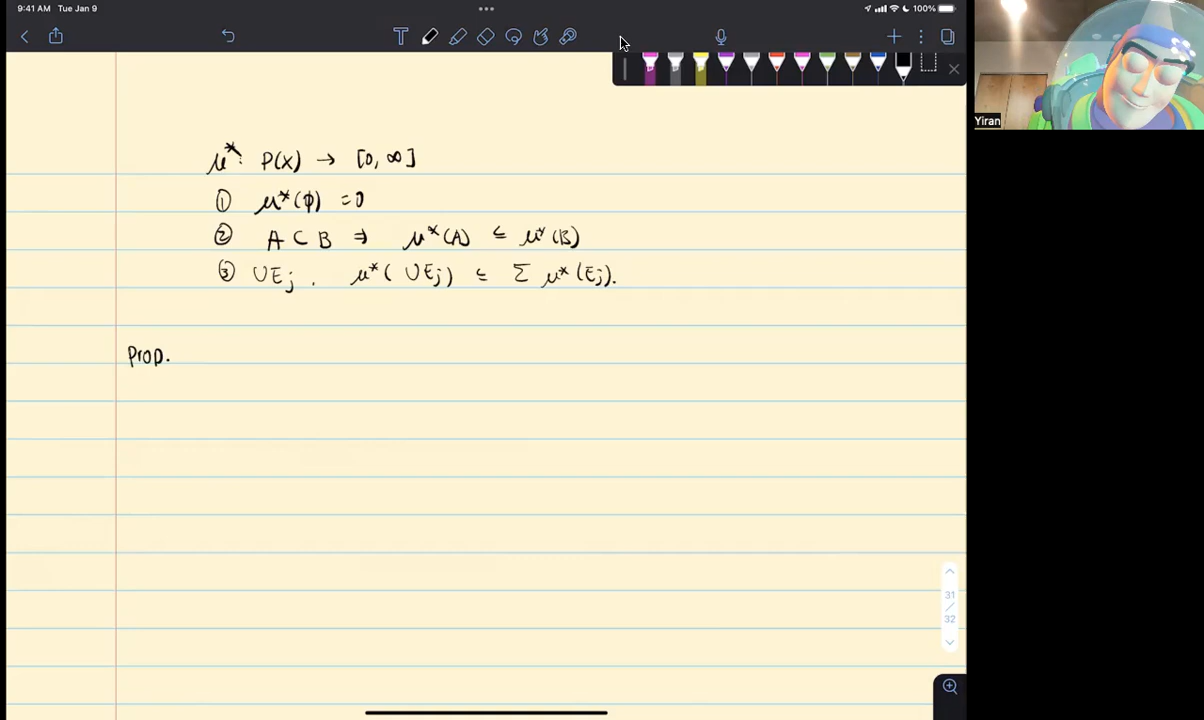 9:41 AM Tue Jan 9
100%
Yiran
μ*: P(X) → [0, ∞]
① μ*(ϕ) = 0
② A ⊂ B ⇒ μ*(A) ≤ μ*(B)
③ ∪Ej . μ*(∪Ej) ≤ Σ μ*(Ej).
Prop.
31
/
32